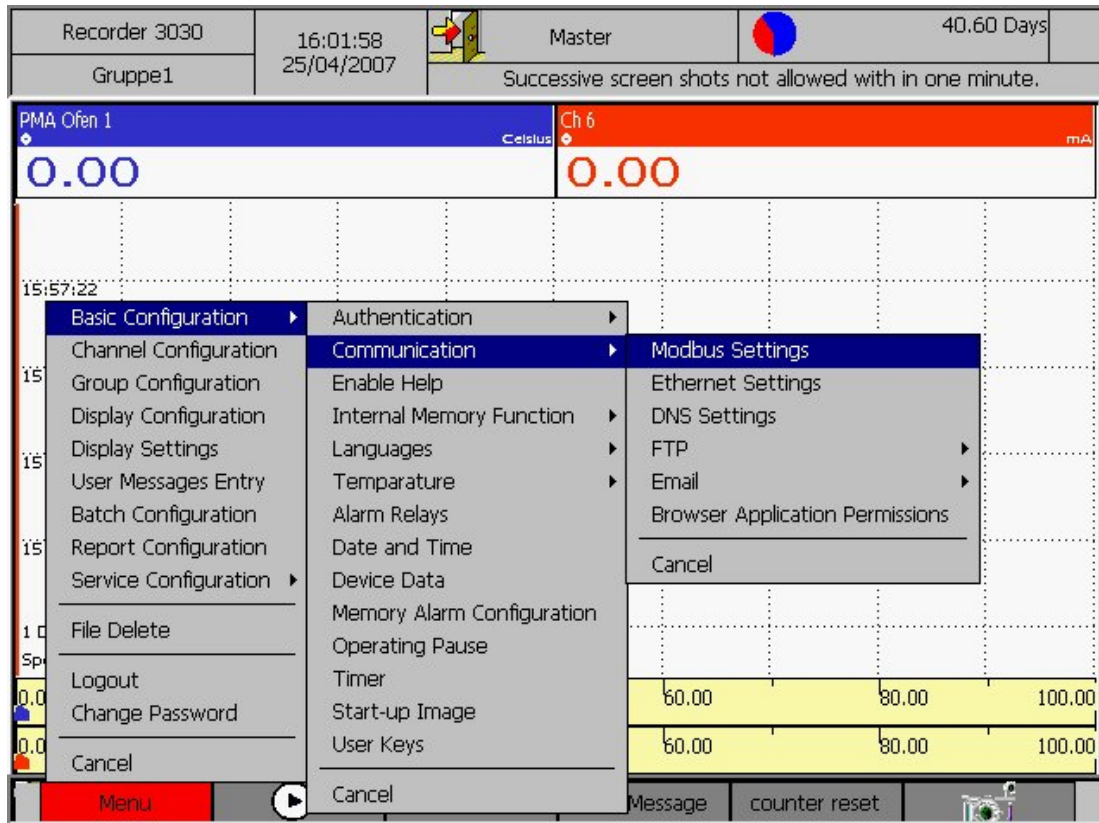 Recorder 3030
Gruppe1
16:01:58
25/04/2007
Master
40.60 Days
Successive screen shots not allowed with in one minute.
PMA Ofen 1
Celsius
0.00
Ch 6
mA
0.00
15:57:22
15
15
15
1
Basic Configuration
Channel Configuration
Group Configuration
Display Configuration
Display Settings
User Messages Entry
Batch Configuration
Report Configuration
Service Configuration
File Delete
Logout
Change Password
Cancel
Authentication
Communication
Enable Help
Internal Memory Function
Languages
Temparature
Alarm Relays
Date and Time
Device Data
Memory Alarm Configuration
Operating Pause
Timer
Start-up Image
User Keys
Cancel
Modbus Settings
Ethernet Settings
DNS Settings
FTP
Email
Browser Application Permissions
Cancel
60.00 80.00 100.00
60.00 80.00 100.00
Menu
Message
counter reset